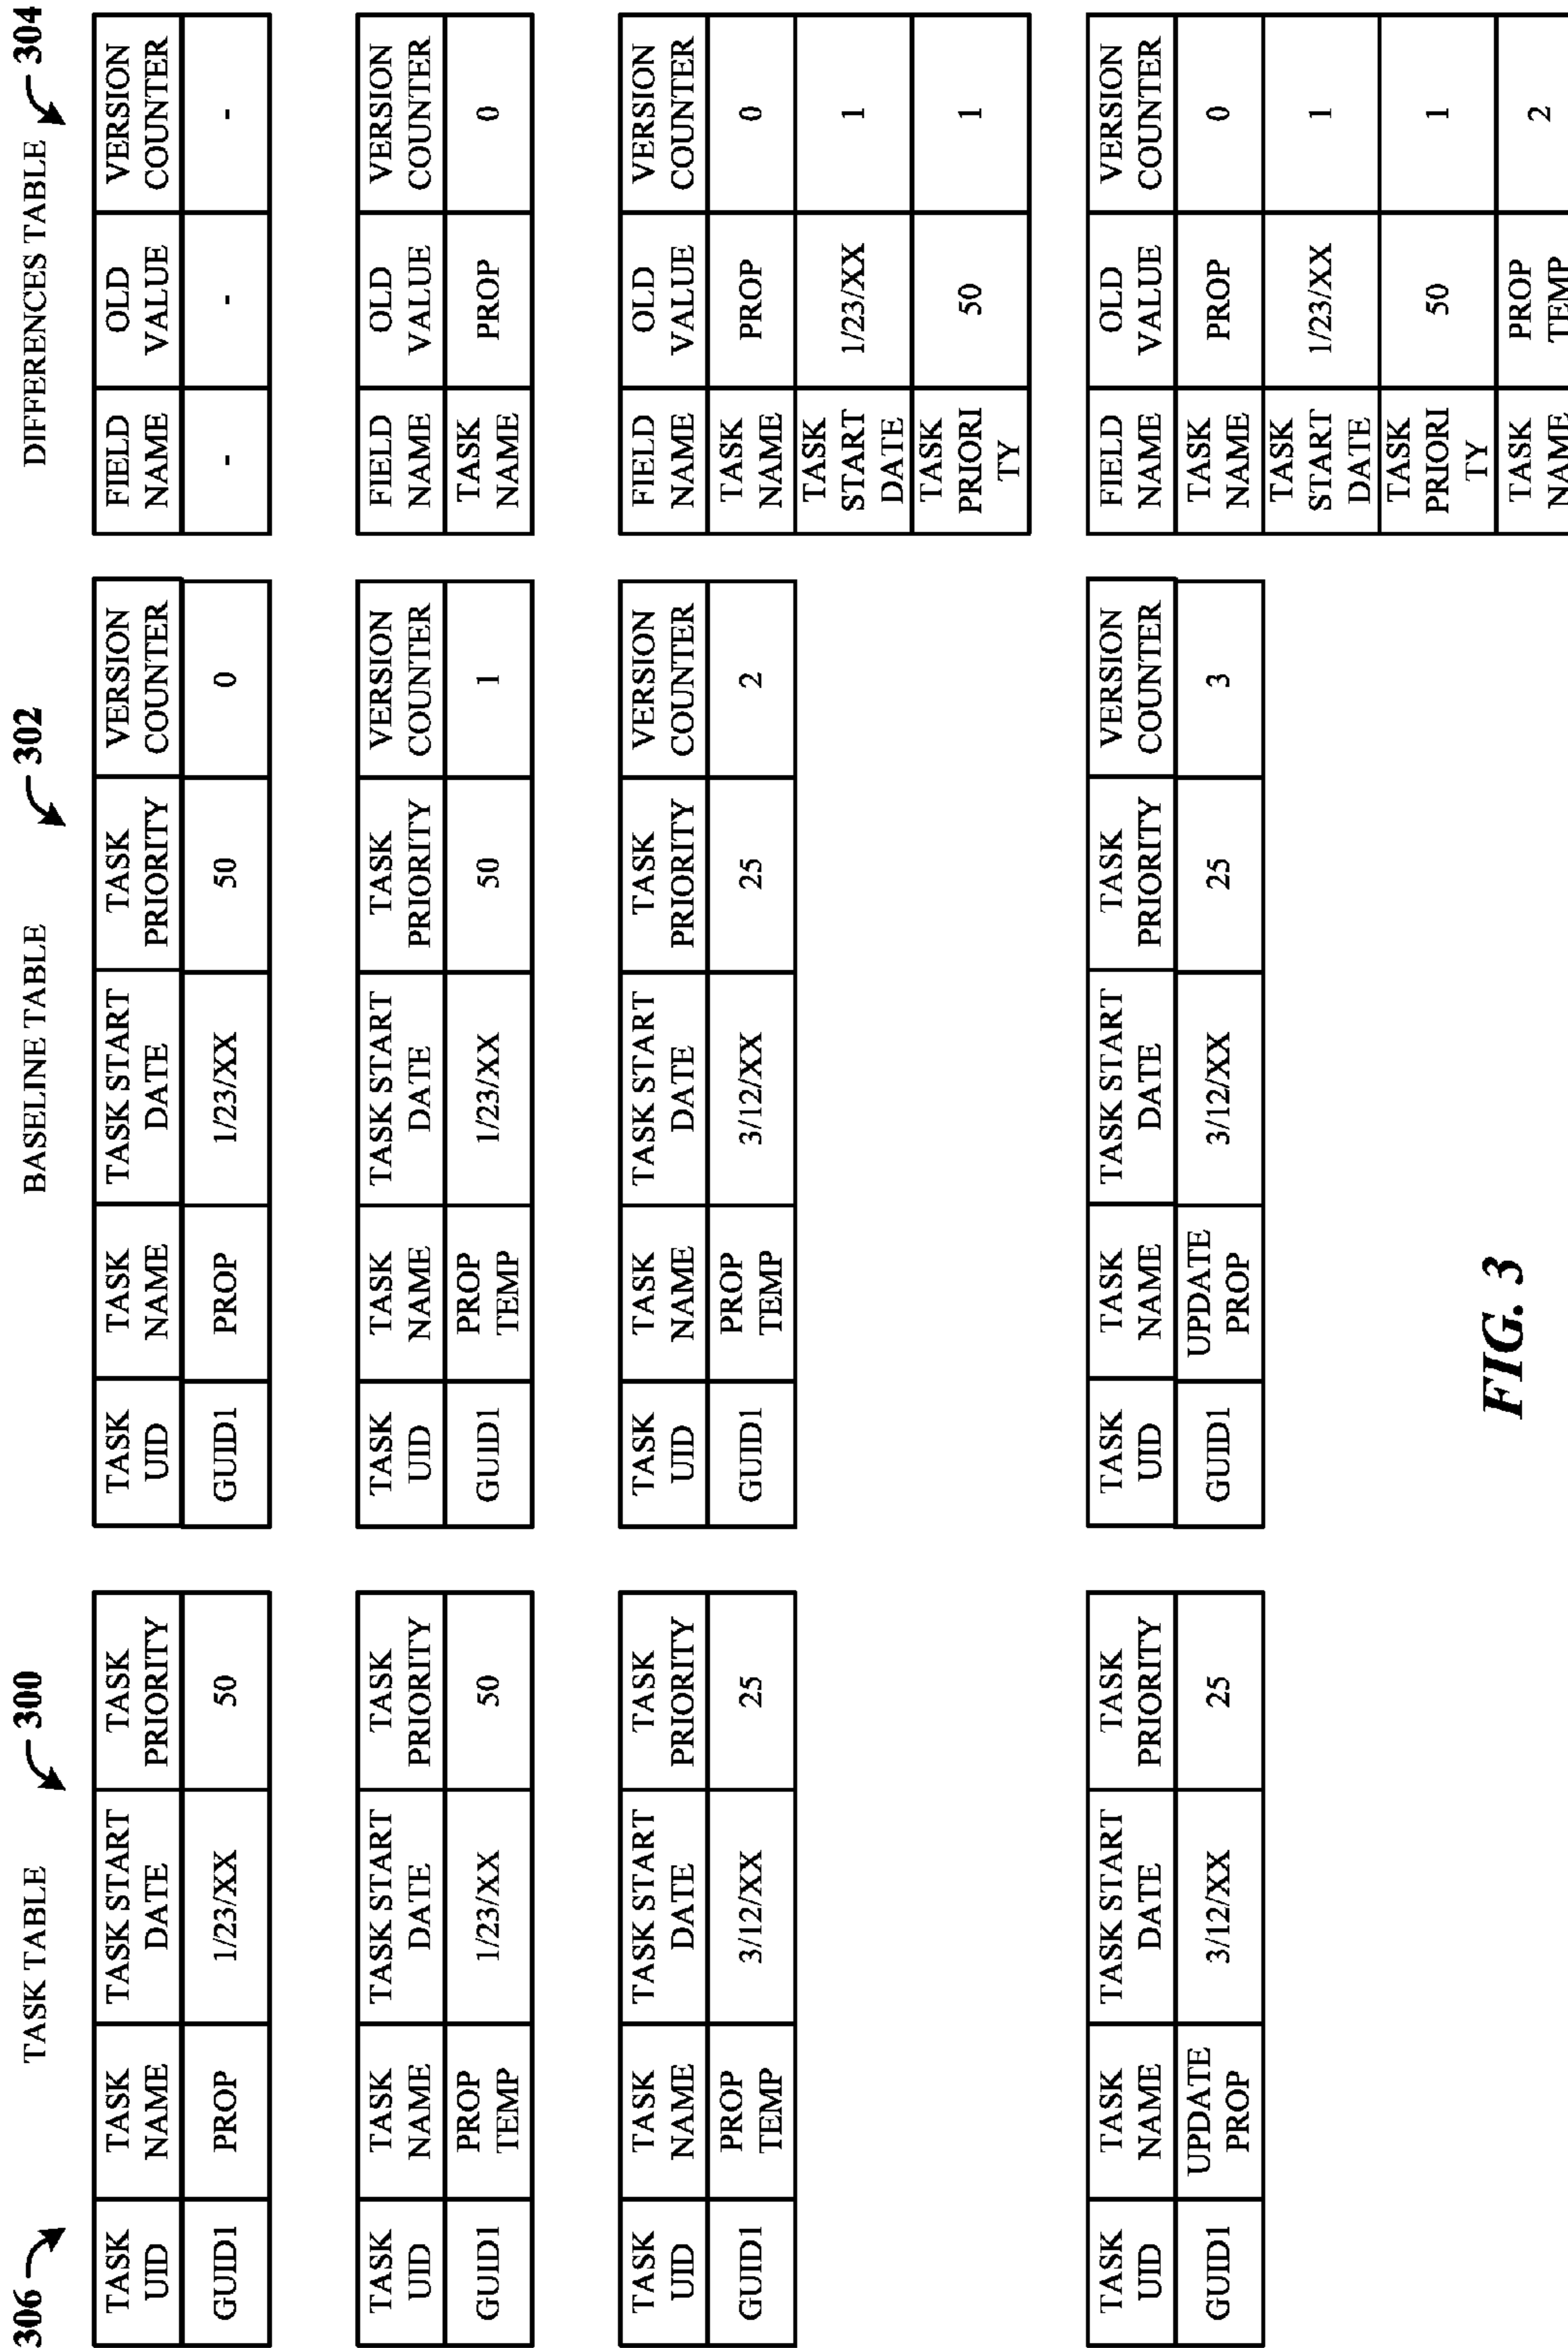 306 TASK TABLE 300 BASELINE TABLE 302 DIFFERENCES TABLE 304
TASK UID TASK NAME TASK START DATE TASK PRIORITY
GUID1 PROP 1/23/XX 50
TASK UID TASK NAME TASK START DATE TASK PRIORITY VERSION COUNTER
GUID1 PROP 1/23/XX 50 0
FIELD NAME OLD VALUE VERSION COUNTER
- - -
TASK UID TASK NAME TASK START DATE TASK PRIORITY
GUID1 PROP TEMP 1/23/XX 50
TASK UID TASK NAME TASK START DATE TASK PRIORITY VERSION COUNTER
GUID1 PROP TEMP 1/23/XX 50 1
FIELD NAME OLD VALUE VERSION COUNTER
TASK NAME PROP 0
TASK UID TASK NAME TASK START DATE TASK PRIORITY
GUID1 PROP TEMP 3/12/XX 25
TASK UID TASK NAME TASK START DATE TASK PRIORITY VERSION COUNTER
GUID1 PROP TEMP 3/12/XX 25 2
FIELD NAME OLD VALUE VERSION COUNTER
TASK NAME PROP 0
TASK START DATE 1/23/XX 1
TASK PRIORI TY 50 1
TASK UID TASK NAME TASK START DATE TASK PRIORITY
GUID1 UPDATE PROP 3/12/XX 25
TASK UID TASK NAME TASK START DATE TASK PRIORITY VERSION COUNTER
GUID1 UPDATE PROP 3/12/XX 25 3
FIELD NAME OLD VALUE VERSION COUNTER
TASK NAME PROP 0
TASK START DATE 1/23/XX 1
TASK PRIORI TY 50 1
TASK NAME PROP TEMP 2
FIG. 3